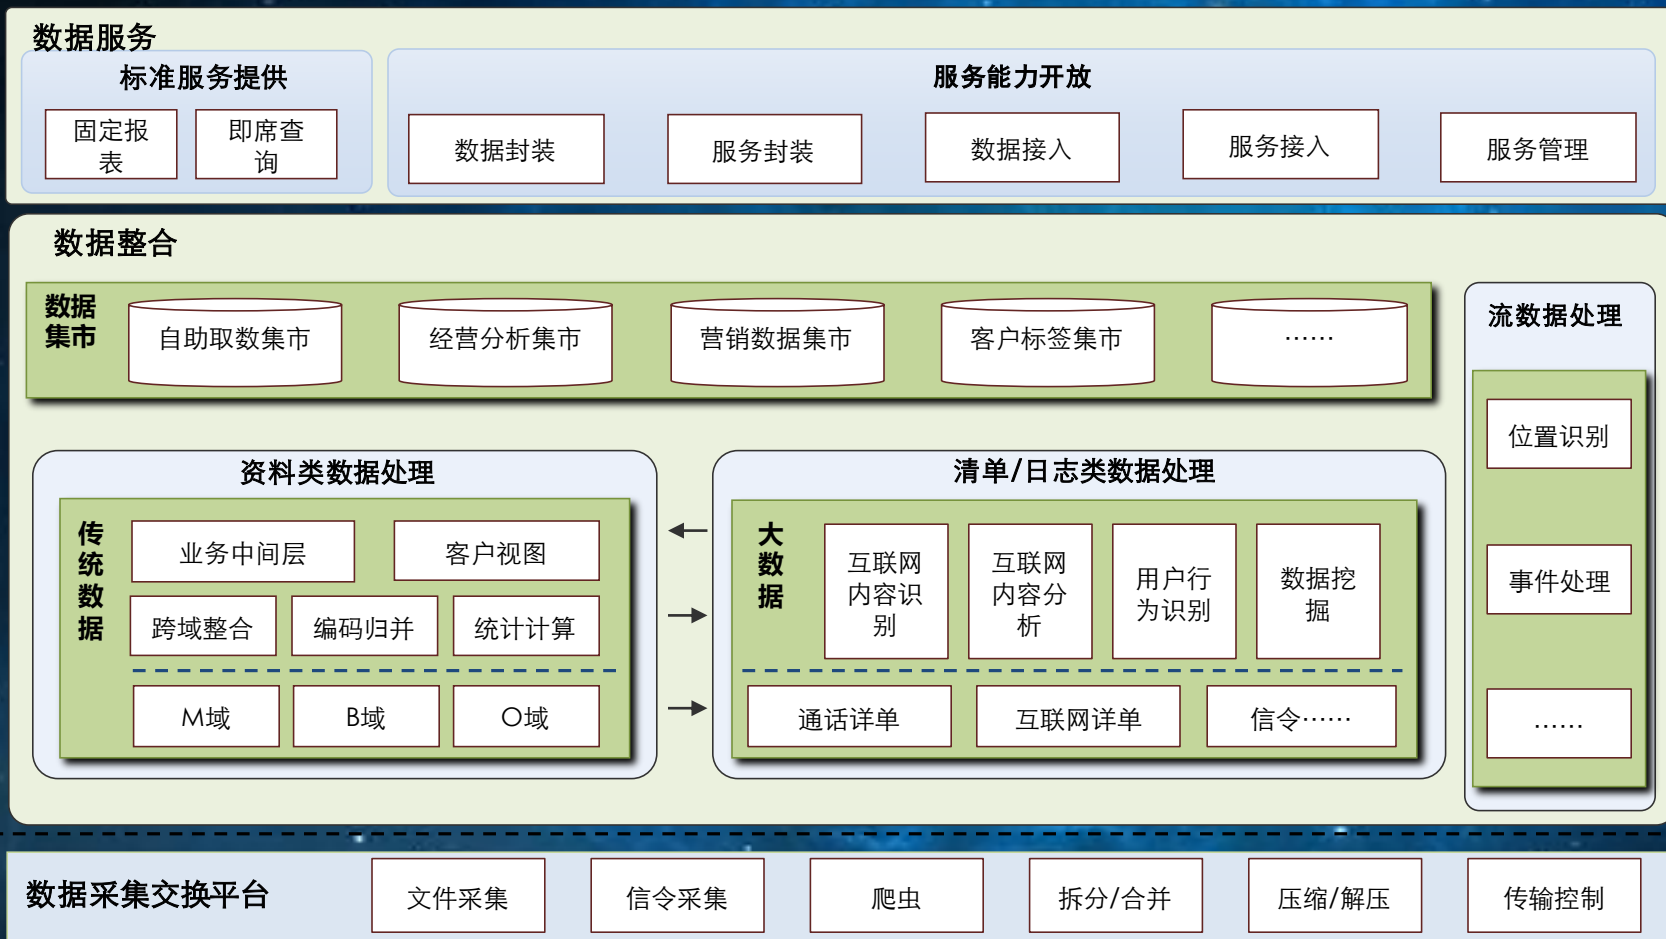 数据服务
标准服务提供
固定报
表
即席查
询
服务能力开放
数据封装
服务封装
数据接入
服务接入
服务管理
数据整合
数据
集市
自助取数集市
经营分析集市
营销数据集市
客户标签集市
……
流数据处理
位置识别
事件处理
……
资料类数据处理
传
统
数
据
业务中间层
客户视图
跨域整合
编码归并
统计计算
M域
B域
O域
清单/日志类数据处理
大
数
据
互联网
内容识
别
互联网
内容分
析
用户行
为识别
数据挖
掘
通话详单
互联网详单
信令……
数据采集交换平台
文件采集
信令采集
爬虫
拆分/合并
压缩/解压
传输控制